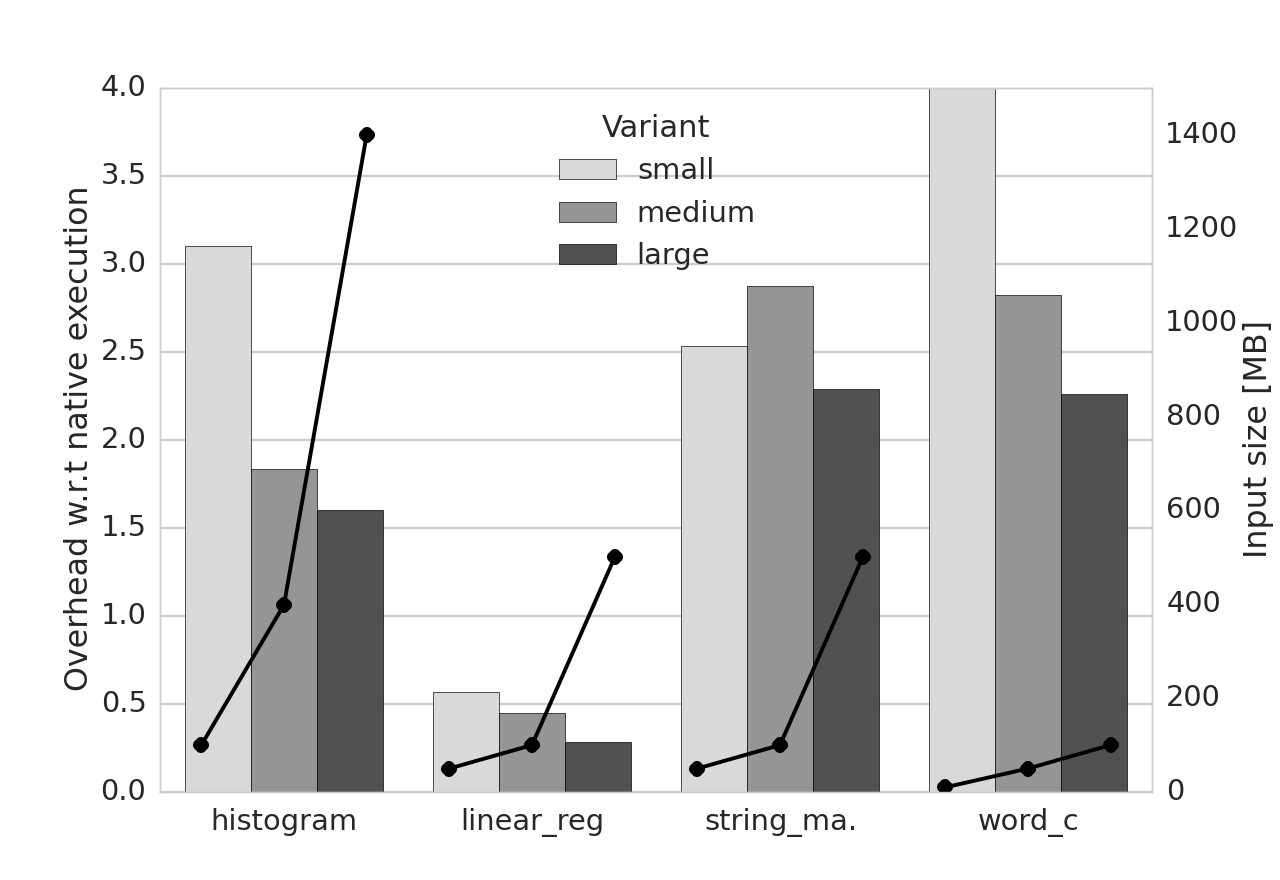 Overhead w.r.t native execution
4.0
3.5
3.0
2.5
2.0
1.5
1.0
0.5
0.0
Variant
small
medium
large
1400
1200
1000
800
600
400
200
0
Input size [MB]
histogram
linear_reg
string_ma.
word_c